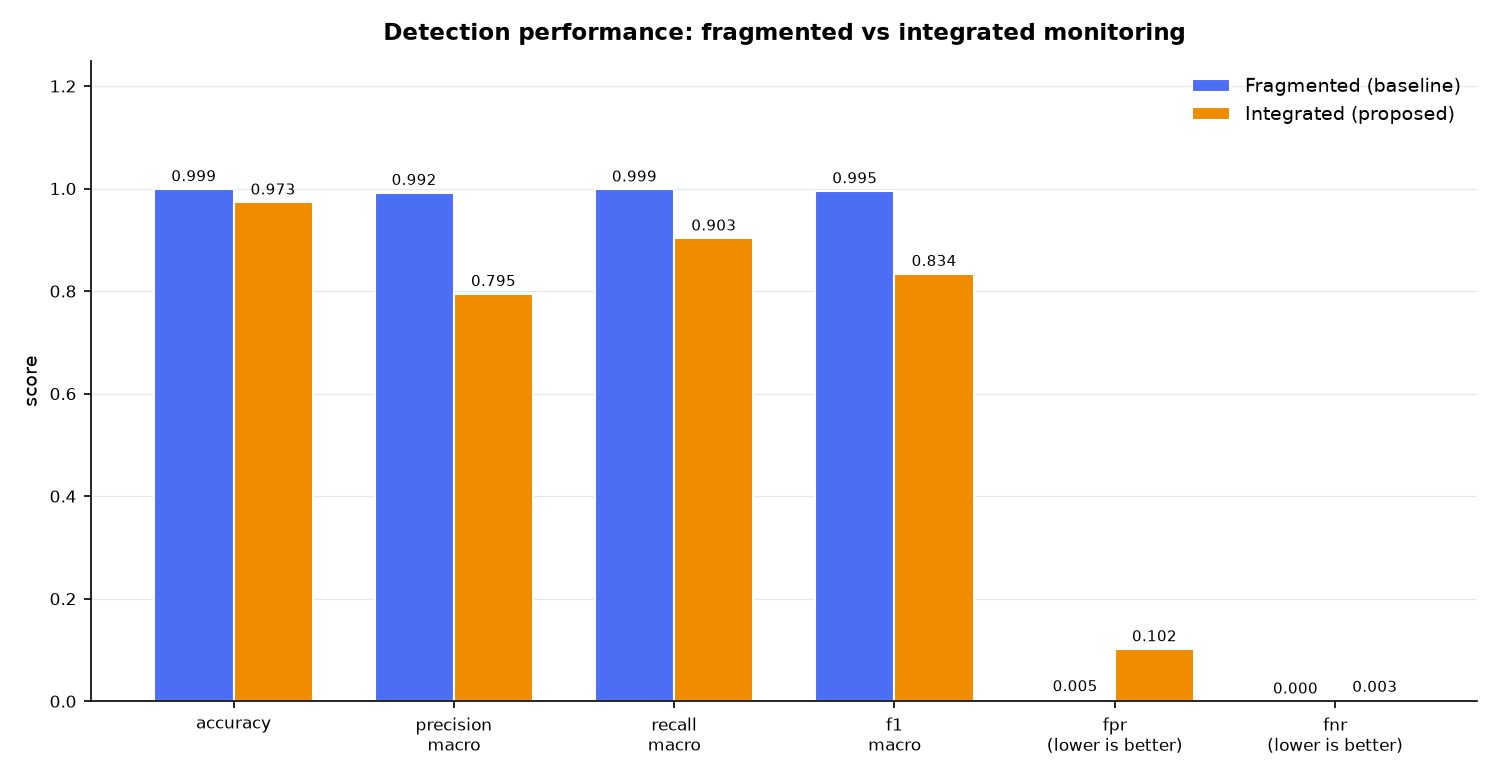 Detection performance: fragmented vs integrated monitoring
Fragmented (baseline)
Integrated (proposed)
score
1.2
1.0
0.8
0.6
0.4
0.2
0.0
0.999
0.973
0.992
0.795
0.999
0.903
0.995
0.834
0.005
0.102
0.000
0.003
accuracy
precision
macro
recall
macro
f1
macro
fpr
(lower is better)
fnr
(lower is better)